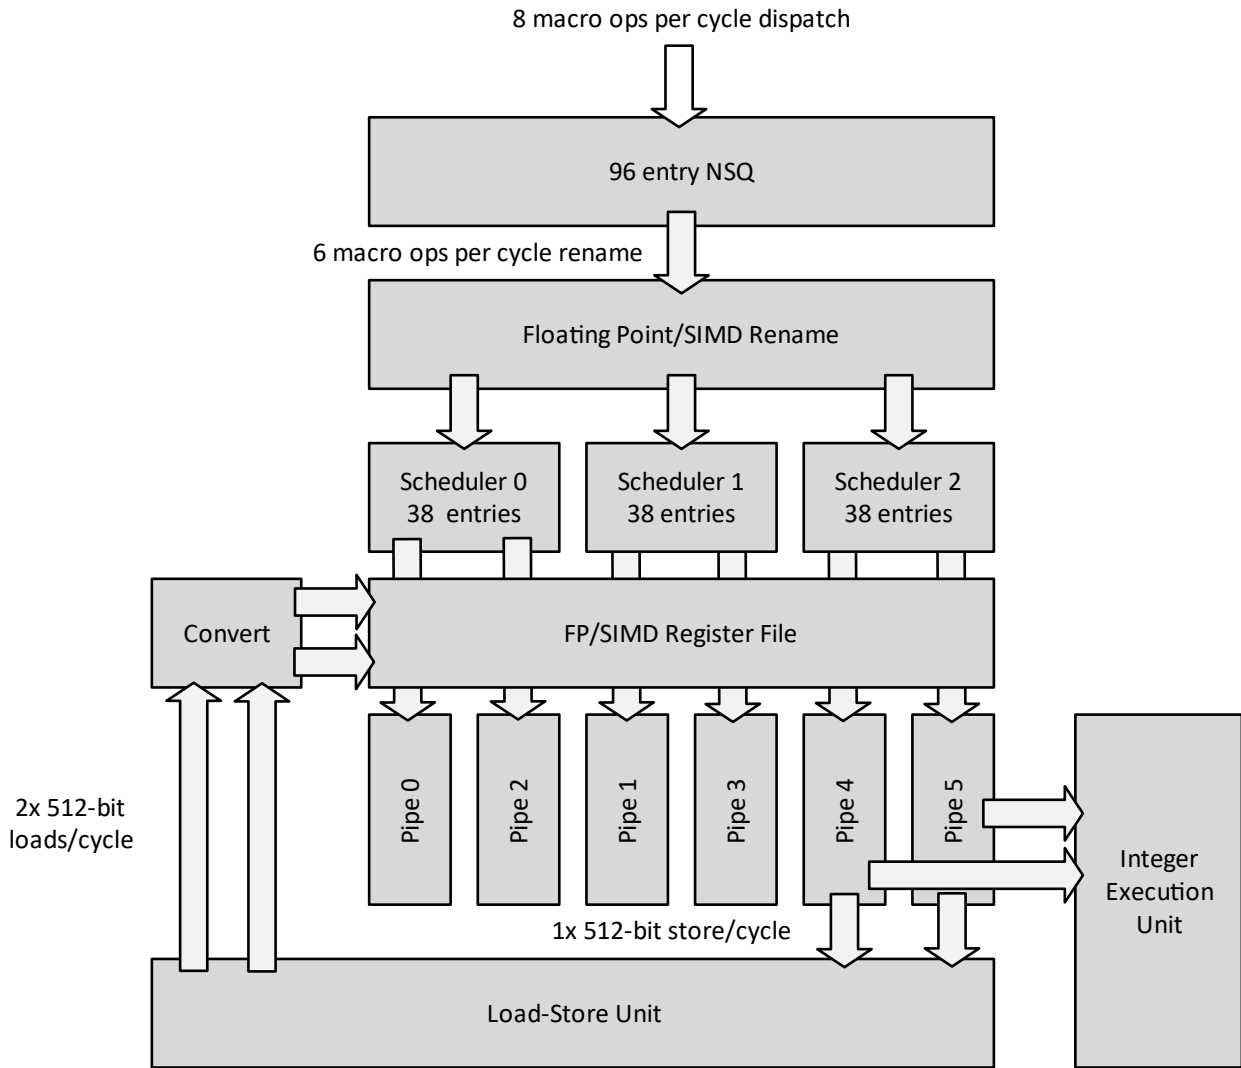 8 macro ops per cycle dispatch
96 entry NSQ
6 macro ops per cycle rename
Floating Point/SIMD Rename
Scheduler 0
38 entries
Scheduler 1
38 entries
Scheduler 2
38 entries
Convert
FP/SIMD Register File
Pipe 0
Pipe 2
Pipe 1
Pipe 3
Pipe 4
Pipe 5
2x 512-bit
loads/cycle
Integer
Execution
Unit
1x 512-bit store/cycle
Load-Store Unit